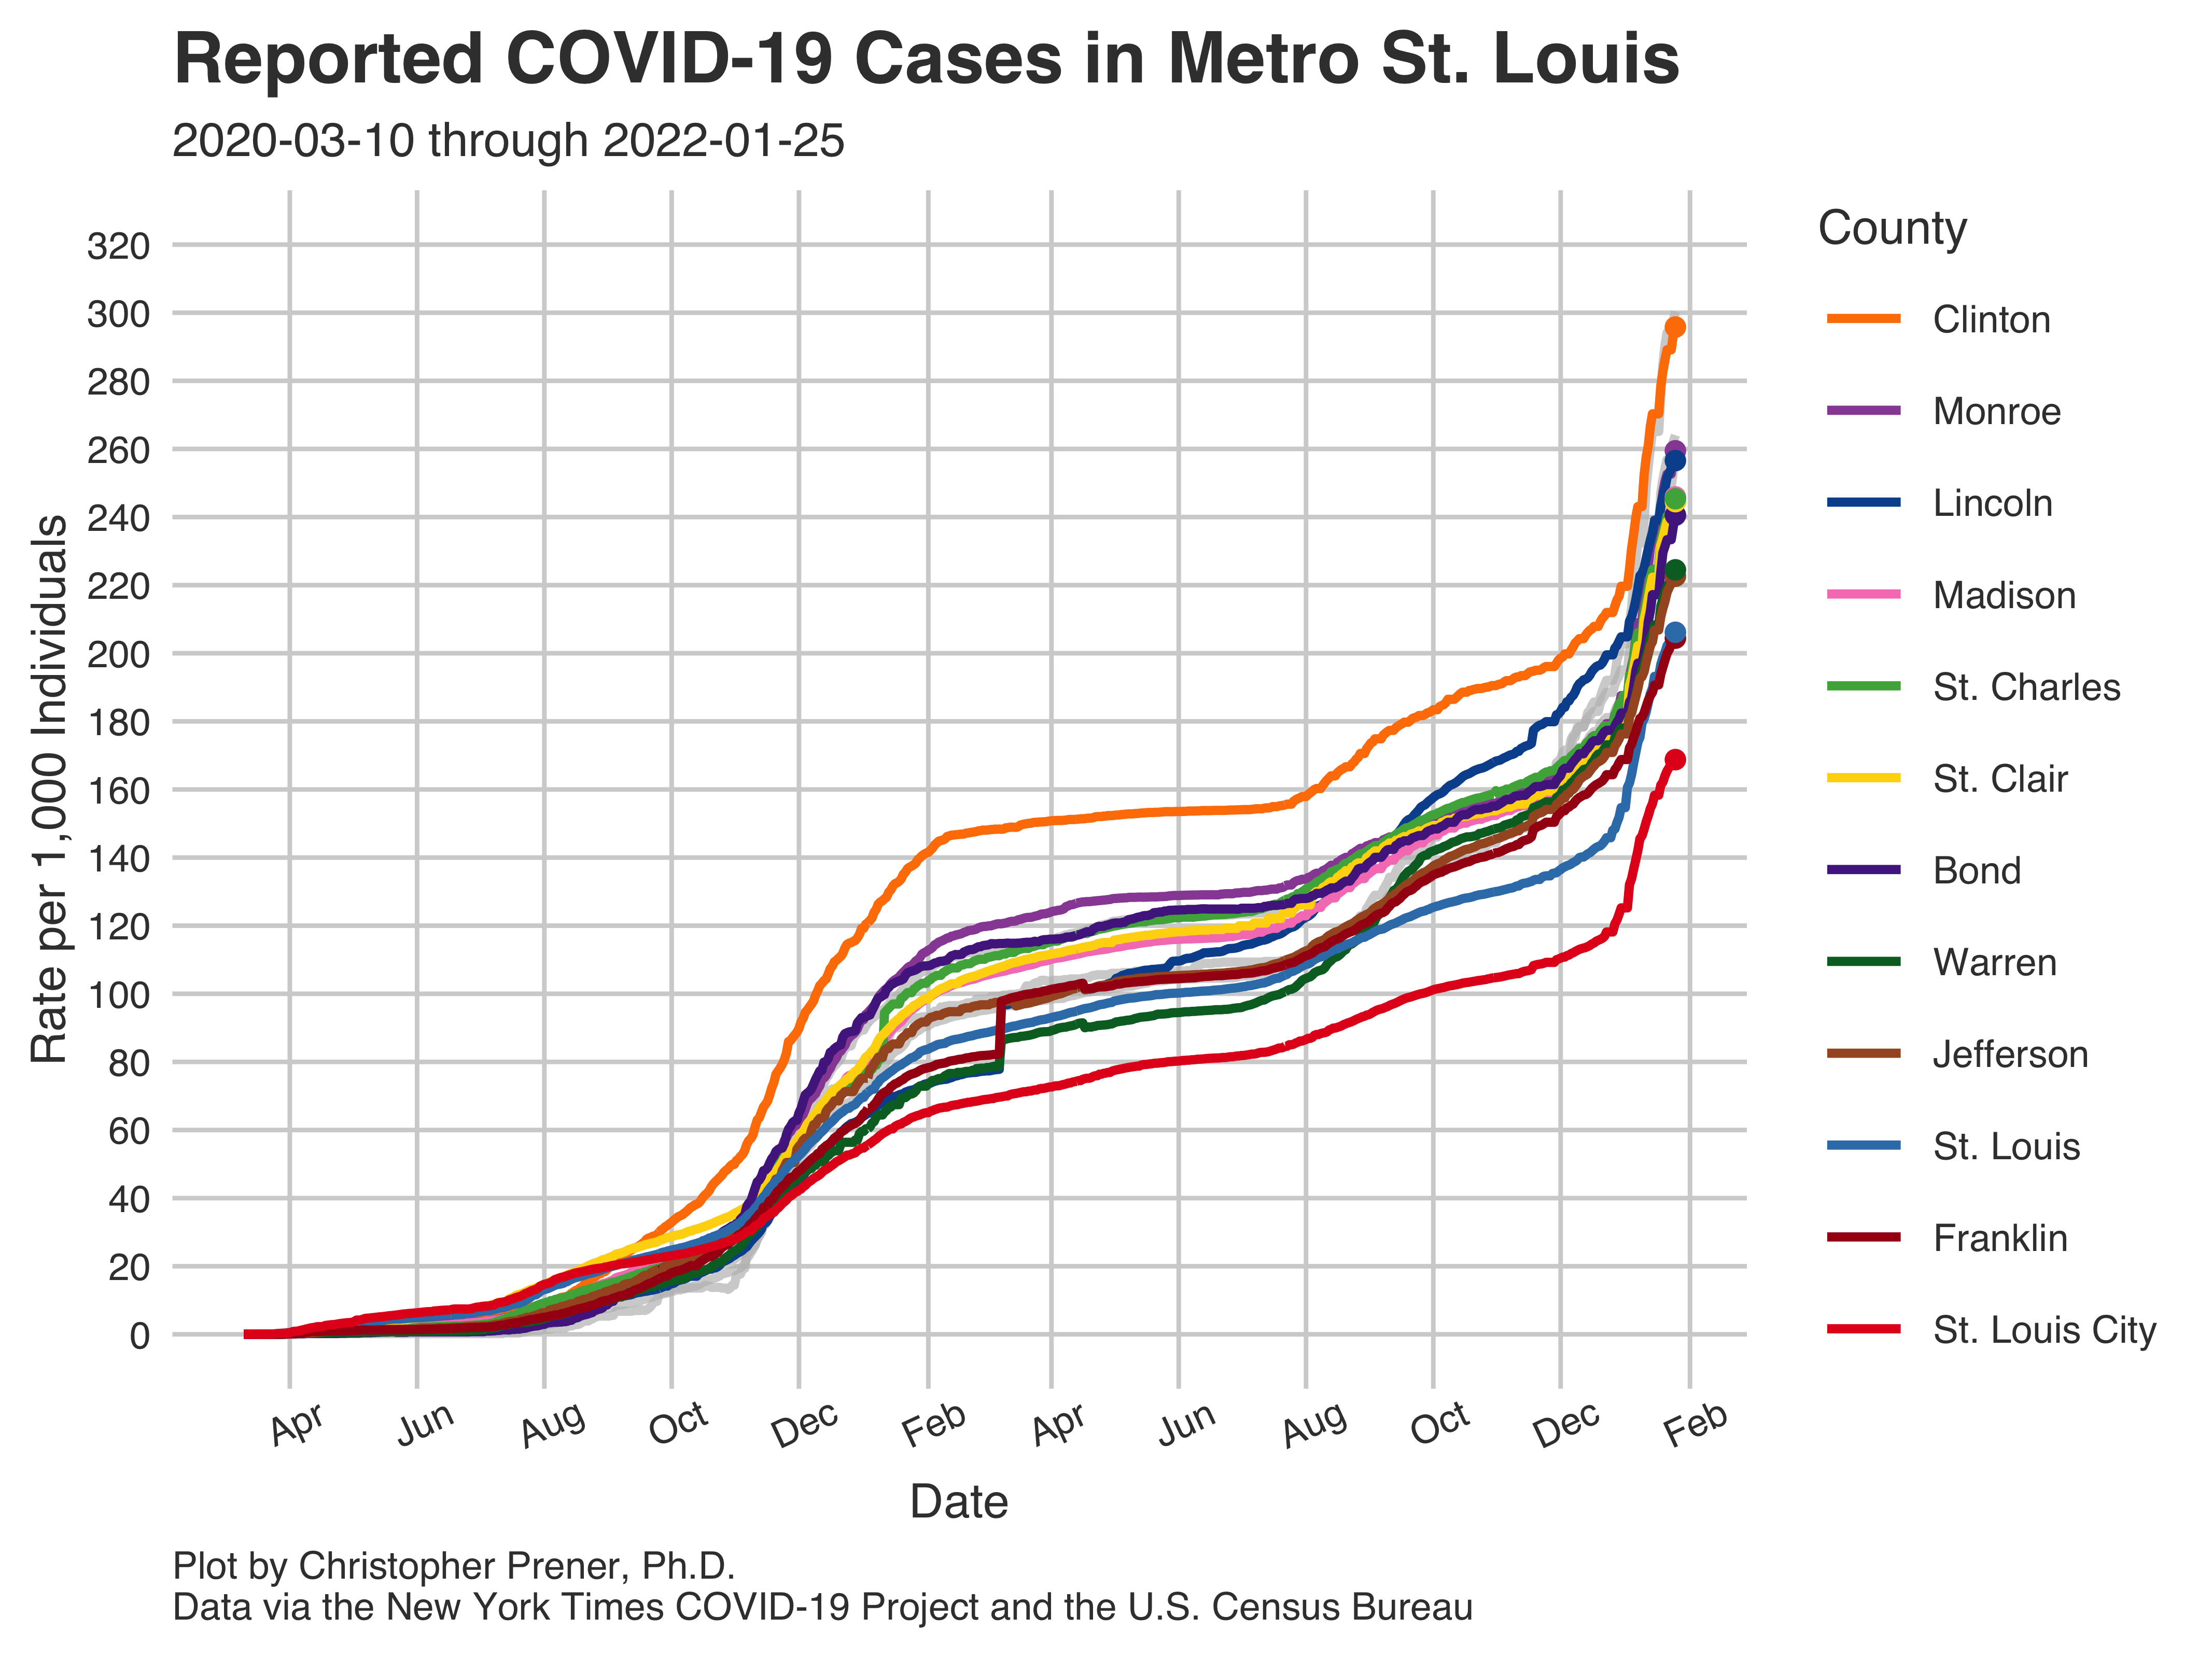 Reported COVID-19 Cases in Metro St. Louis
2020-03-10 through 2022-01-25
Rate per 1,000 Individuals
320
300
280
260
240
220
200
180
160
140
120
100
80
60
40
20
0
Apr
Jun
Aug
Oct
Dec
Feb
Apr
Jun
Aug
Oct
Dec
Feb
Date
County
Clinton
Monroe
Lincoln
Madison
St. Charles
St. Clair
Bond
Warren
Jefferson
St. Louis
Franklin
St. Louis City
Plot by Christopher Prener, Ph.D.
Data via the New York Times COVID-19 Project and the U.S. Census Bureau